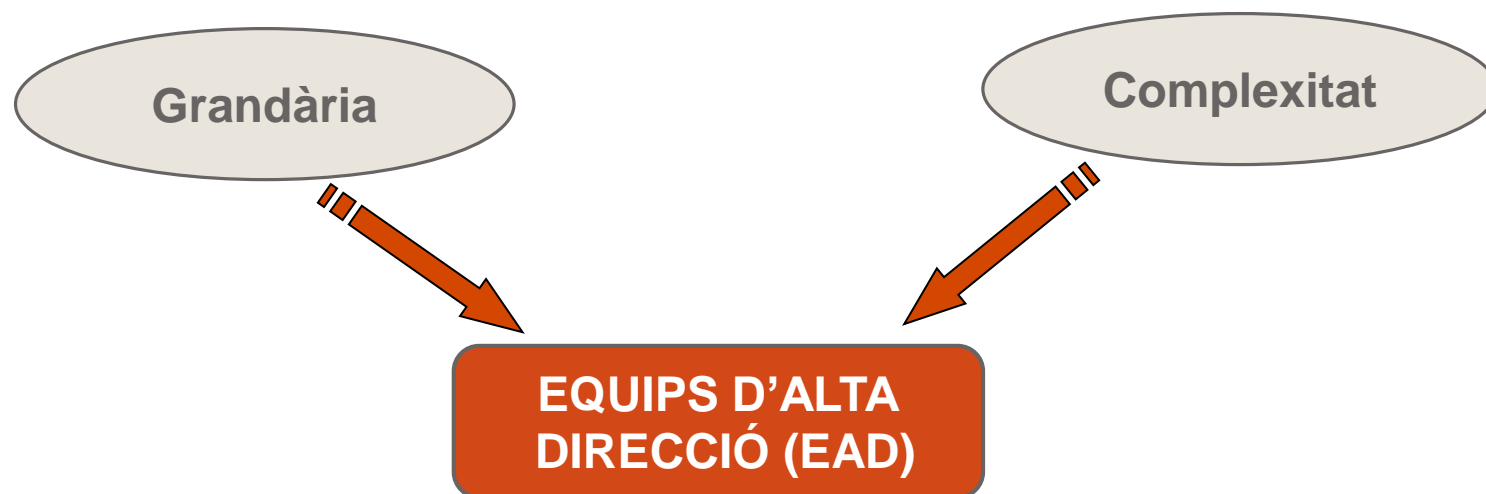 Grandària
Complexitat
EQUIPS D’ALTA
DIRECCIÓ (EAD)